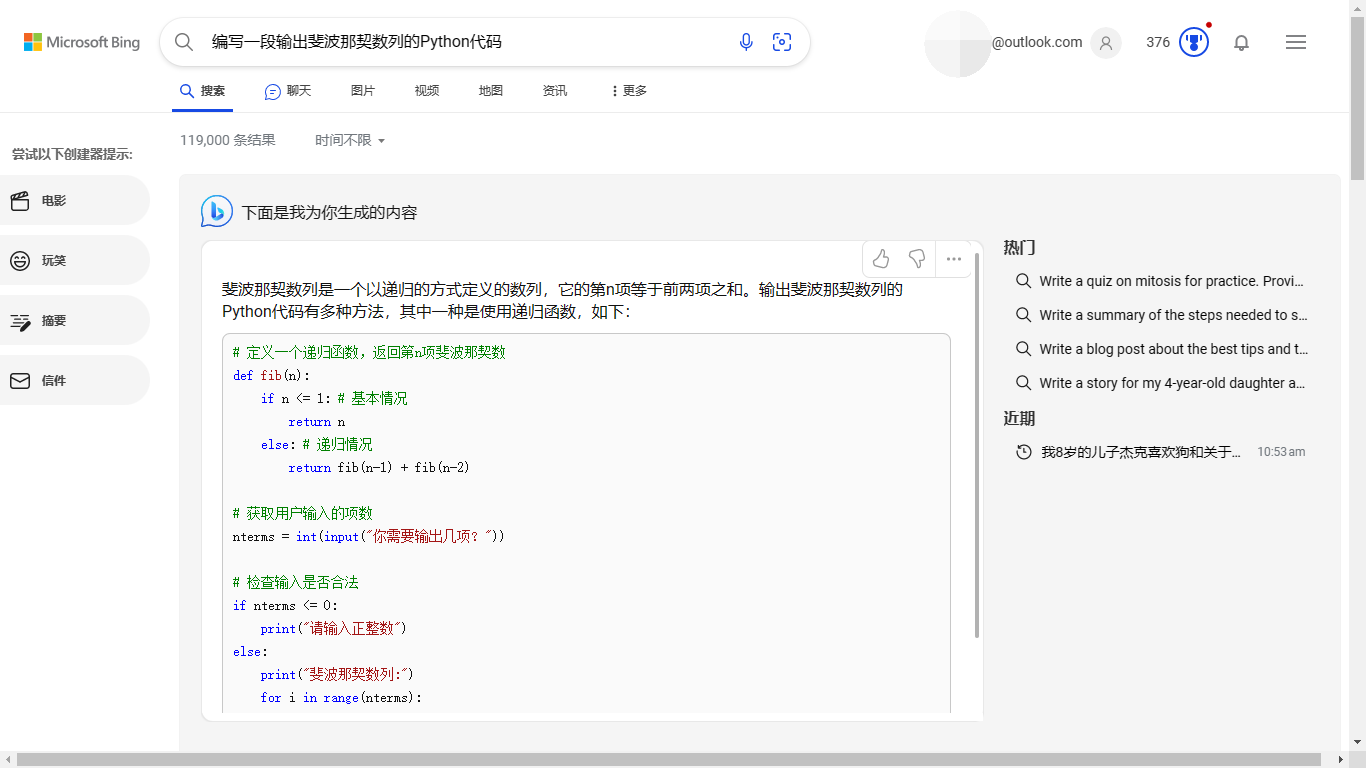 Microsoft Bing
编写一段输出斐波那契数列的Python代码
@outlook.com
376
搜索
聊天
图片
视频
地图
资讯
更多
119,000 条结果
时间不限
尝试以下创建器提示:
电影
玩笑
摘要
信件
下面是我为你生成的内容
斐波那契数列是一个以递归的方式定义的数列，它的第n项等于前两项之和。输出斐波那契数列的
Python代码有多种方法，其中一种是使用递归函数，如下：
# 定义一个递归函数，返回第n项斐波那契数
def fib(n):
    if n <= 1: # 基本情况
        return n
    else: # 递归情况
        return fib(n-1) + fib(n-2)
# 获取用户输入的项数
nterms = int(input("你需要输出几项？"))
# 检查输入是否合法
if nterms <= 0:
    print("请输入正整数")
else:
    print("斐波那契数列:")
    for i in range(nterms):
热门
Write a quiz on mitosis for practice. Provi...
Write a summary of the steps needed to s...
Write a blog post about the best tips and t...
Write a story for my 4-year-old daughter a...
近期
我8岁的儿子杰克喜欢狗和关于...
10:53 am